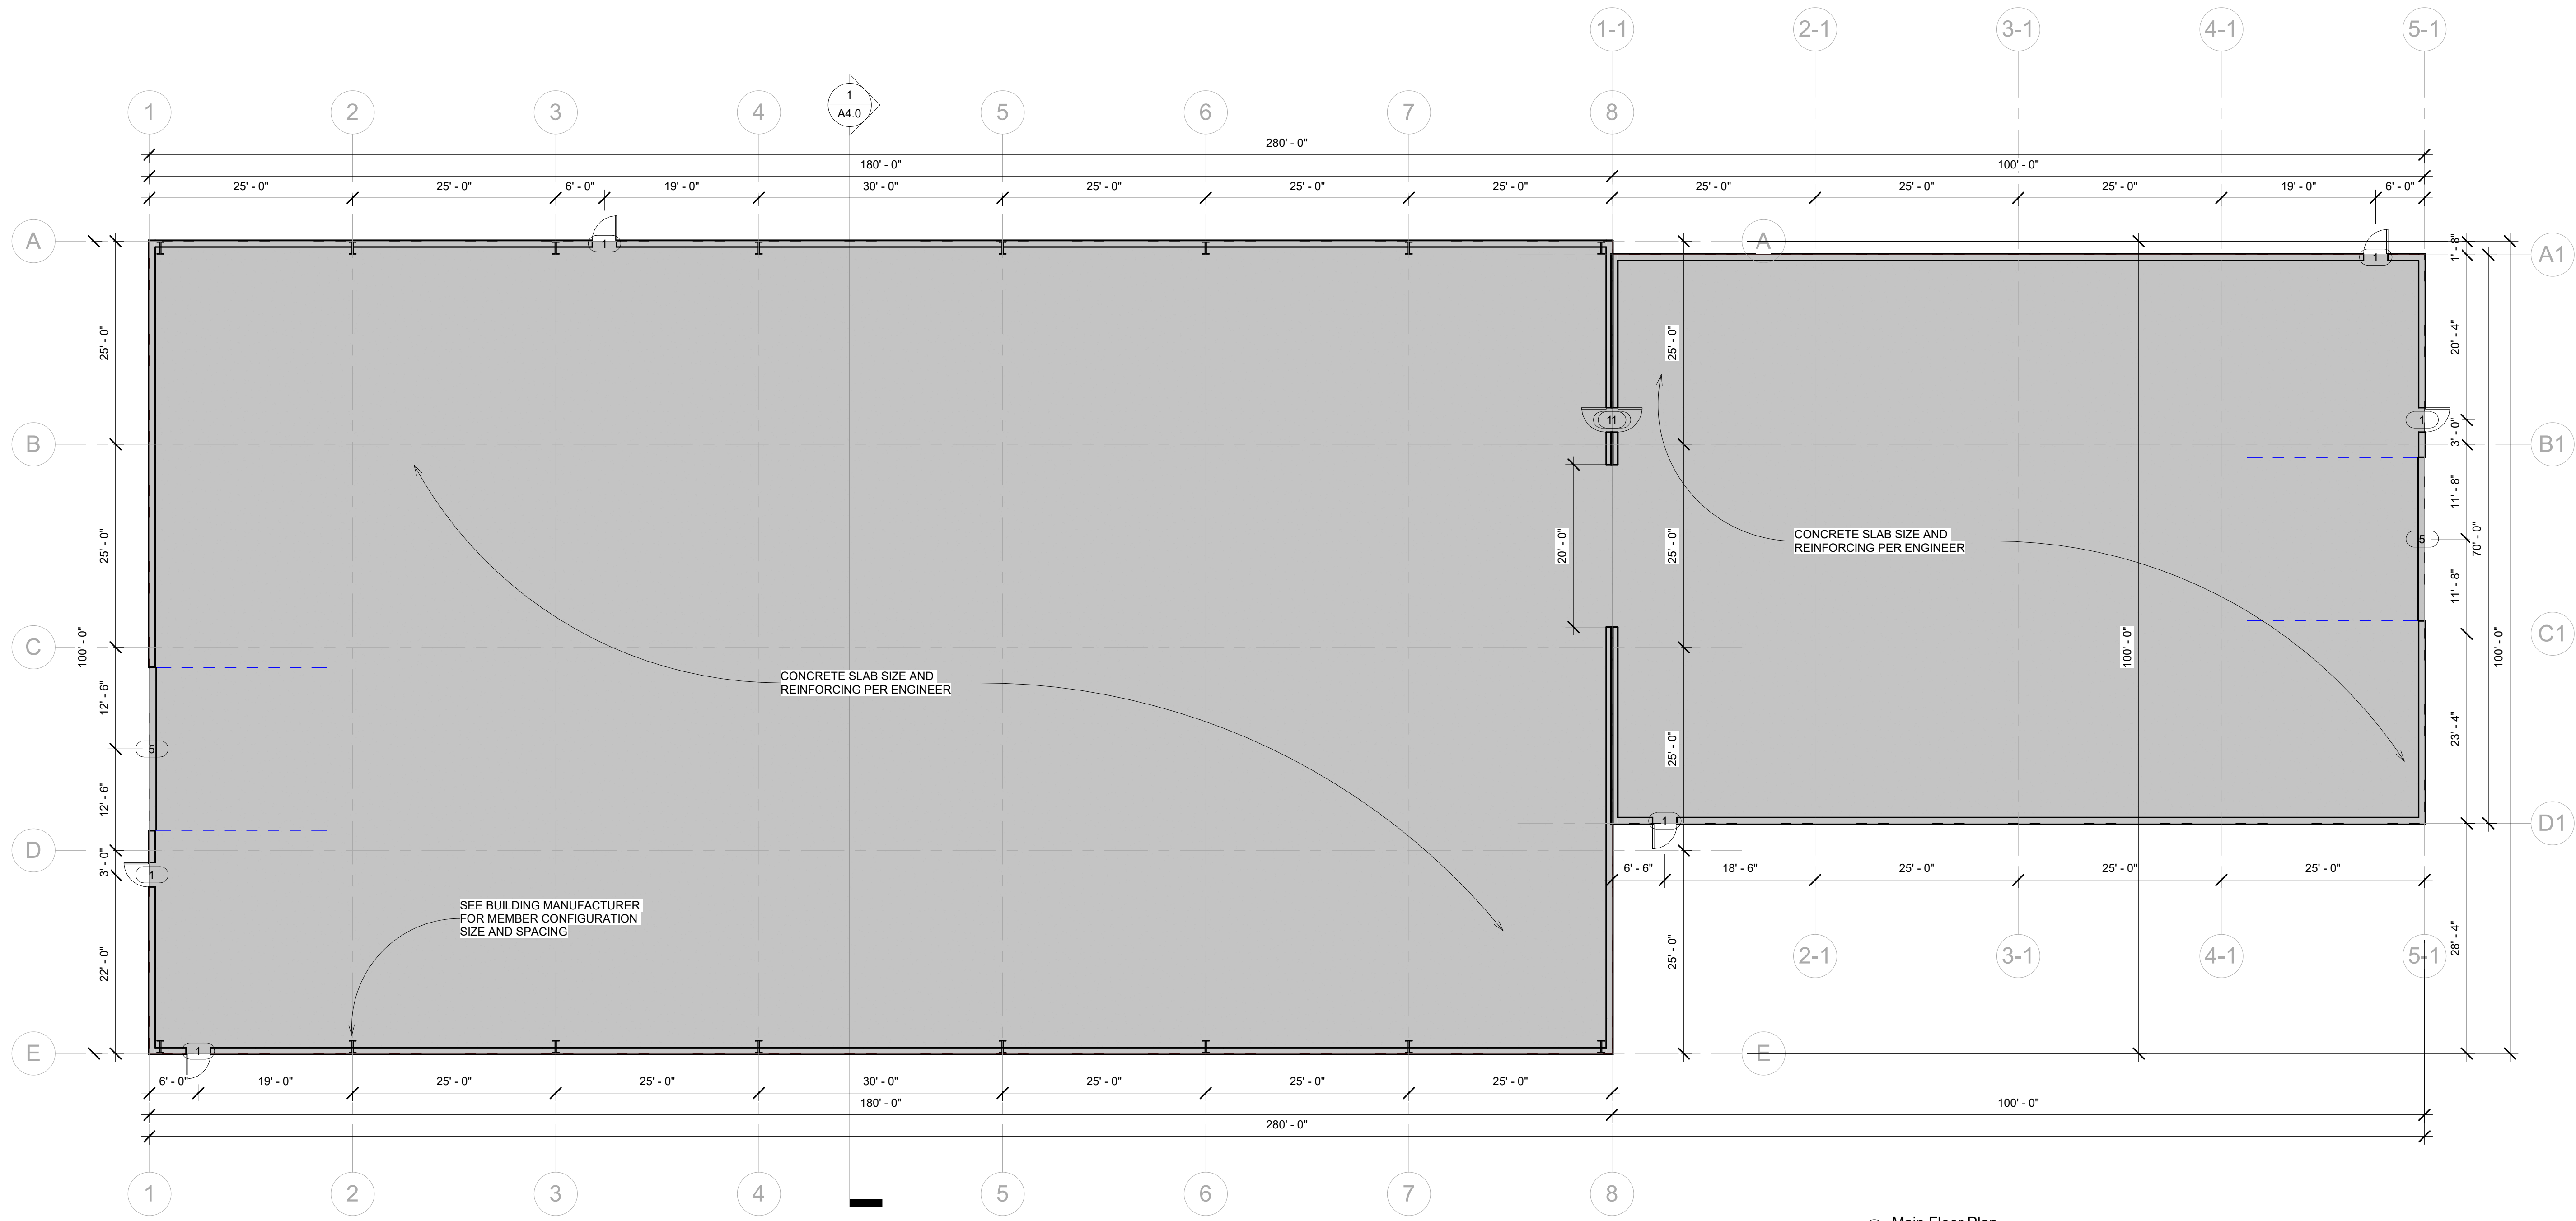 1-1 2-1 3-1 4-1 5-1
1 2 3 4 5 6 7 8
1
A4.0
280' - 0"
180' - 0" 100' - 0"
25' - 0" 25' - 0" 6' - 0" 19' - 0" 30' - 0" 25' - 0" 25' - 0" 25' - 0" 25' - 0" 25' - 0" 25' - 0" 19' - 0" 6' - 0"
A 1 A 1 1' - 8" A1
25' - 0" 25' - 0" 20' - 4"
11 1
B 3' - 0" B1
11' - 8"
25' - 0" 20' - 0" 25' - 0" 5 70' - 0"
CONCRETE SLAB SIZE AND
REINFORCING PER ENGINEER
11' - 8"
C 100' - 0" 100' - 0" 100' - 0" C1
CONCRETE SLAB SIZE AND
REINFORCING PER ENGINEER
12' - 6"
5 25' - 0" 23' - 4"
12' - 6"
1 D1
D 3' - 0"
1
6' - 6" 18' - 6" 25' - 0" 25' - 0" 25' - 0"
SEE BUILDING MANUFACTURER
FOR MEMBER CONFIGURATION
SIZE AND SPACING
22' - 0" 25' - 0" 28' - 4"
2-1 3-1 4-1 5-1
E 1 E
6' - 0" 19' - 0" 25' - 0" 25' - 0" 30' - 0" 25' - 0" 25' - 0" 25' - 0"
180' - 0" 100' - 0"
280' - 0"
1 2 3 4 5 6 7 8
Main Floor Plan